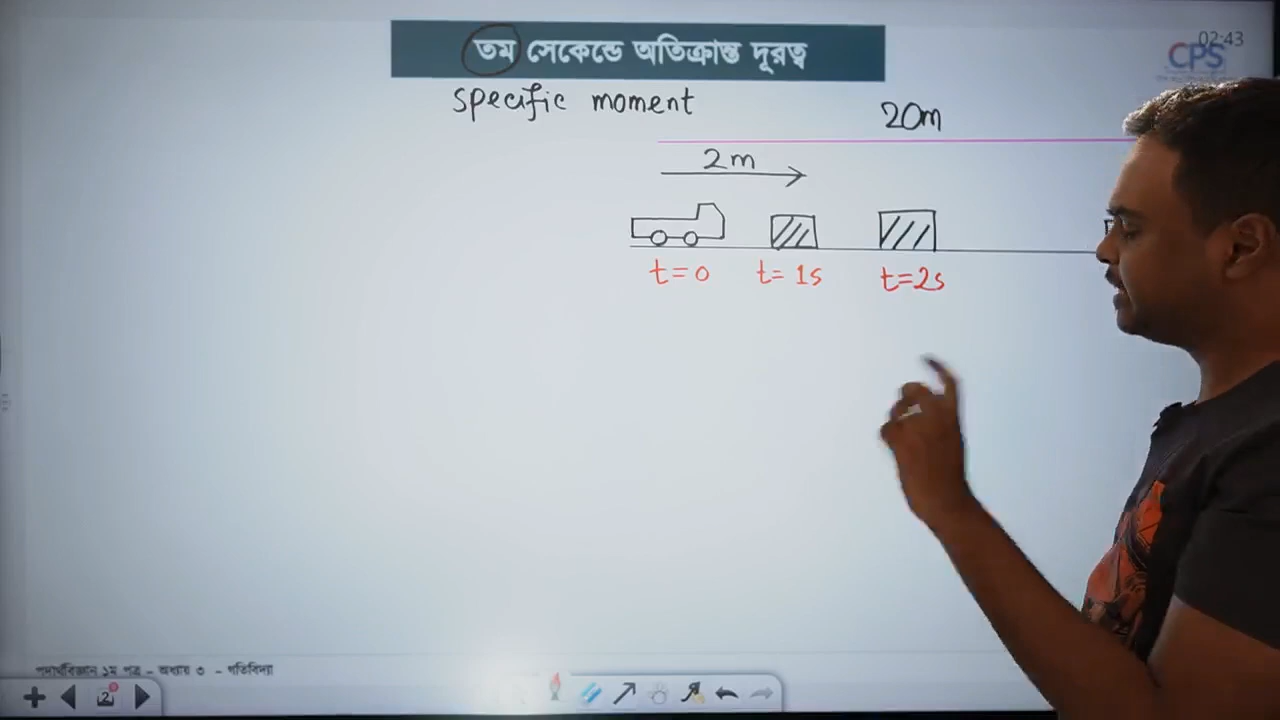 তম সেকেন্ডে অতিক্রান্ত দূরত্ব
02:43
CPS
specific moment
20m
2m
t=0
t= 1s
t=2s
পদার্থবিজ্ঞান ১ম পত্র – অধ্যায় ৩ – গতিবিদ্যা
2